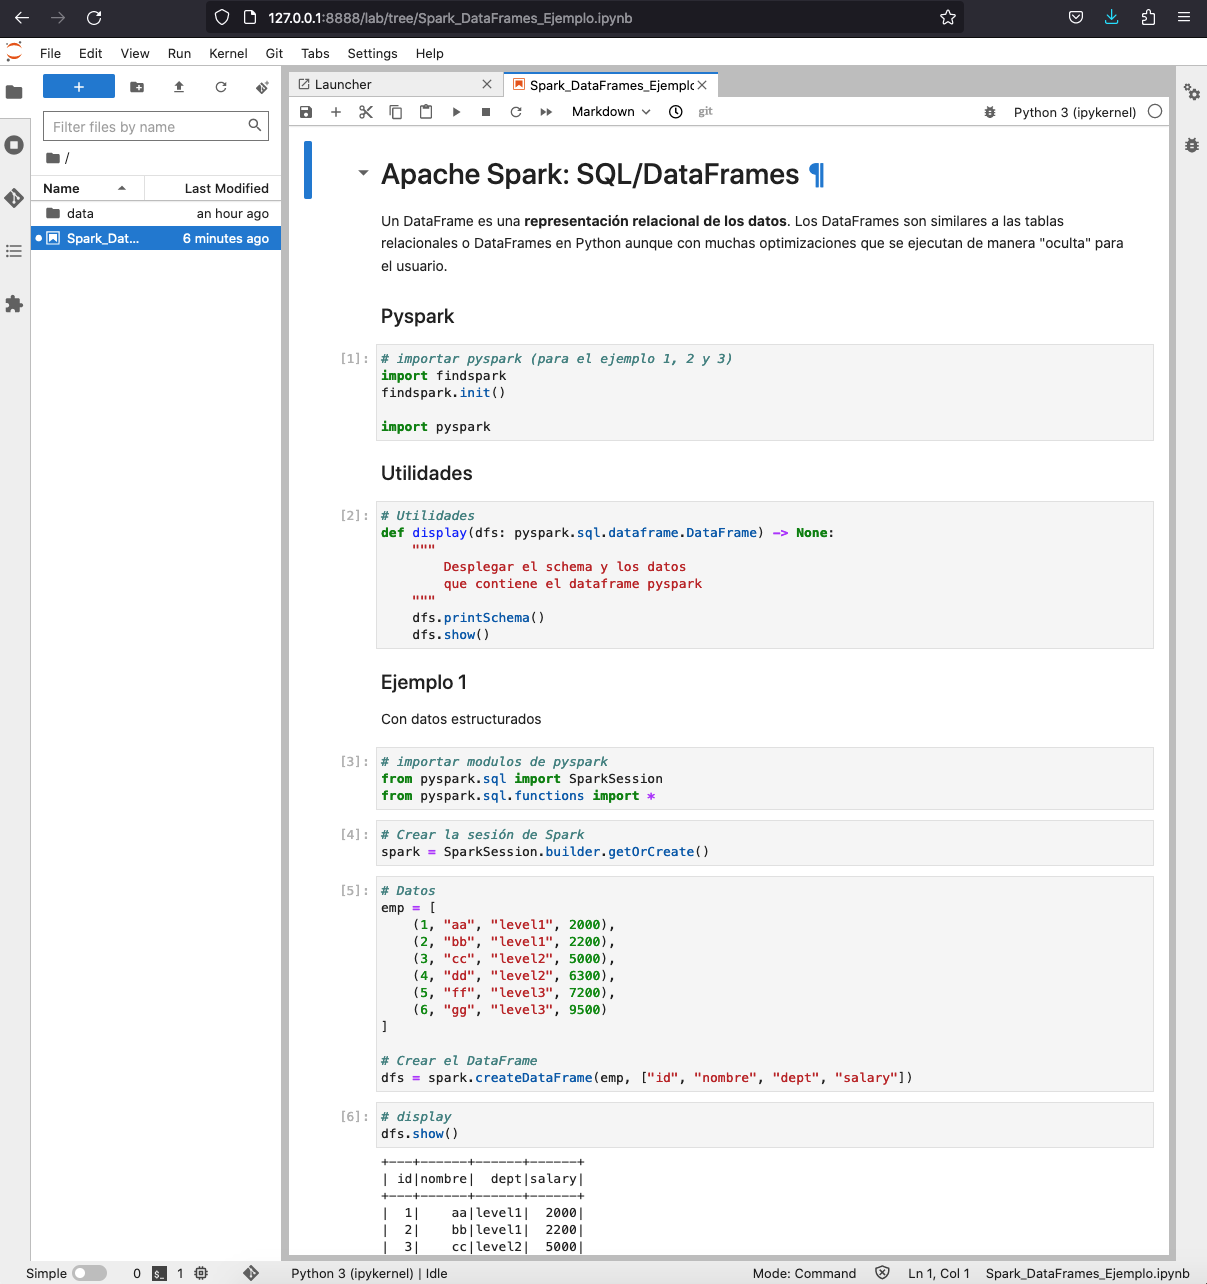 127.0.0.1:8888/lab/tree/Spark_DataFrames_Ejemplo.ipynb
File Edit View Run Kernel Git Tabs Settings Help
+
Filter files by name
/
Name Last Modified
data an hour ago
Spark_Dat... 6 minutes ago
Launcher
Spark_DataFrames_Ejemplo
Markdown
git
Python 3 (ipykernel)
Apache Spark: SQL/DataFrames ¶
Un DataFrame es una representación relacional de los datos. Los DataFrames son similares a las tablas
relacionales o DataFrames en Python aunque con muchas optimizaciones que se ejecutan de manera "oculta" para
el usuario.
Pyspark
[1]: # importar pyspark (para el ejemplo 1, 2 y 3)
import findspark
findspark.init()
import pyspark
Utilidades
[2]: # Utilidades
def display(dfs: pyspark.sql.dataframe.DataFrame) -> None:
    """
        Desplegar el schema y los datos
        que contiene el dataframe pyspark
    """
    dfs.printSchema()
    dfs.show()
Ejemplo 1
Con datos estructurados
[3]: # importar modulos de pyspark
from pyspark.sql import SparkSession
from pyspark.sql.functions import *
[4]: # Crear la sesión de Spark
spark = SparkSession.builder.getOrCreate()
[5]: # Datos
emp = [
    (1, "aa", "level1", 2000),
    (2, "bb", "level1", 2200),
    (3, "cc", "level2", 5000),
    (4, "dd", "level2", 6300),
    (5, "ff", "level3", 7200),
    (6, "gg", "level3", 9500)
]
# Crear el DataFrame
dfs = spark.createDataFrame(emp, ["id", "nombre", "dept", "salary"])
[6]: # display
dfs.show()
+---+------+------+------+
| id|nombre|  dept|salary|
+---+------+------+------+
|  1|    aa|level1|  2000|
|  2|    bb|level1|  2200|
|  3|    cc|level2|  5000|
Simple 0 $_ 1 Python 3 (ipykernel) | Idle Mode: Command Ln 1, Col 1 Spark_DataFrames_Ejemplo.ipynb